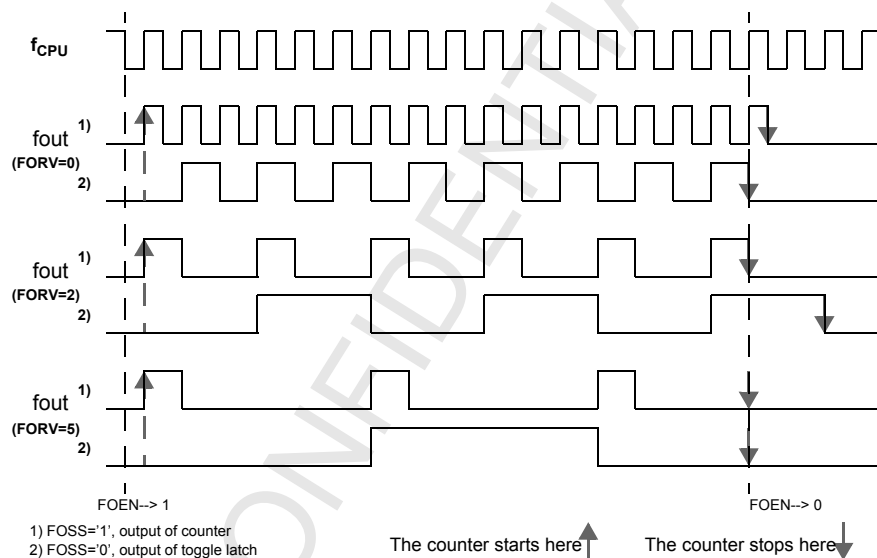 fCPU
fout 1)
(FORV=0)
2)
fout 1)
(FORV=2)
2)
fout 1)
(FORV=5)
2)
FOEN--> 1
FOEN--> 0
1) FOSS='1', output of counter
2) FOSS='0', output of toggle latch
The counter starts here
The counter stops here
CONFIDENTIA